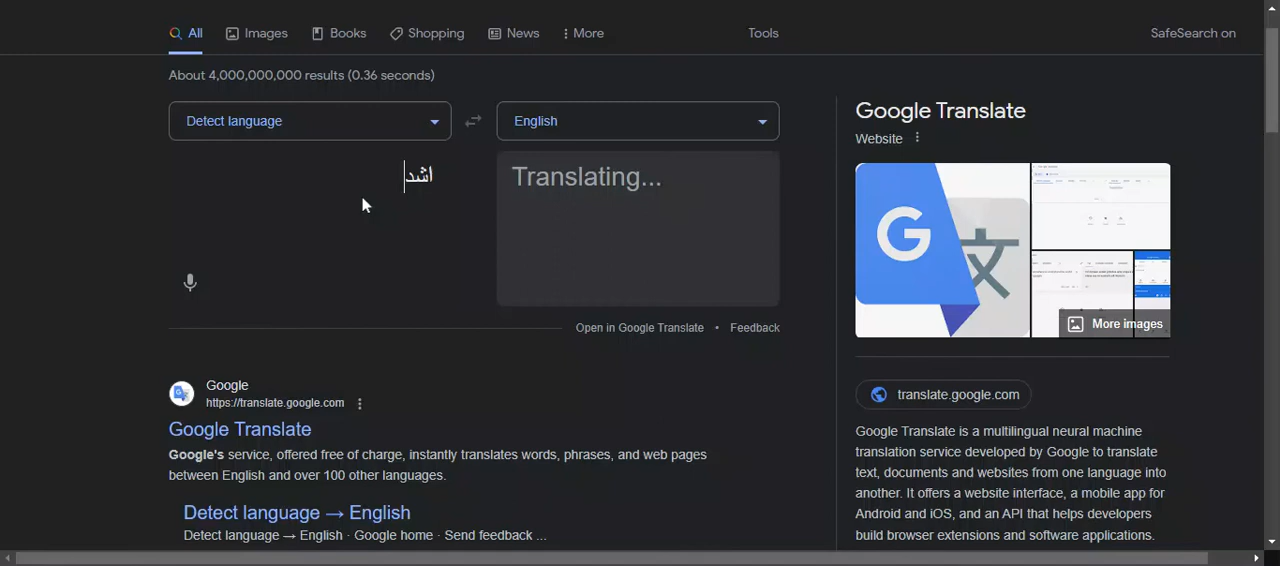 All Images Books Shopping News More Tools SafeSearch on
About 4,000,000,000 results (0.36 seconds)
Detect language English
اشد
Translating...
Open in Google Translate • Feedback
Google
https://translate.google.com
Google Translate
Google's service, offered free of charge, instantly translates words, phrases, and web pages
between English and over 100 other languages.
Detect language → English
Detect language → English · Google home · Send feedback ...
Google Translate
Website
G 文
More images
translate.google.com
Google Translate is a multilingual neural machine
translation service developed by Google to translate
text, documents and websites from one language into
another. It offers a website interface, a mobile app for
Android and iOS, and an API that helps developers
build browser extensions and software applications.